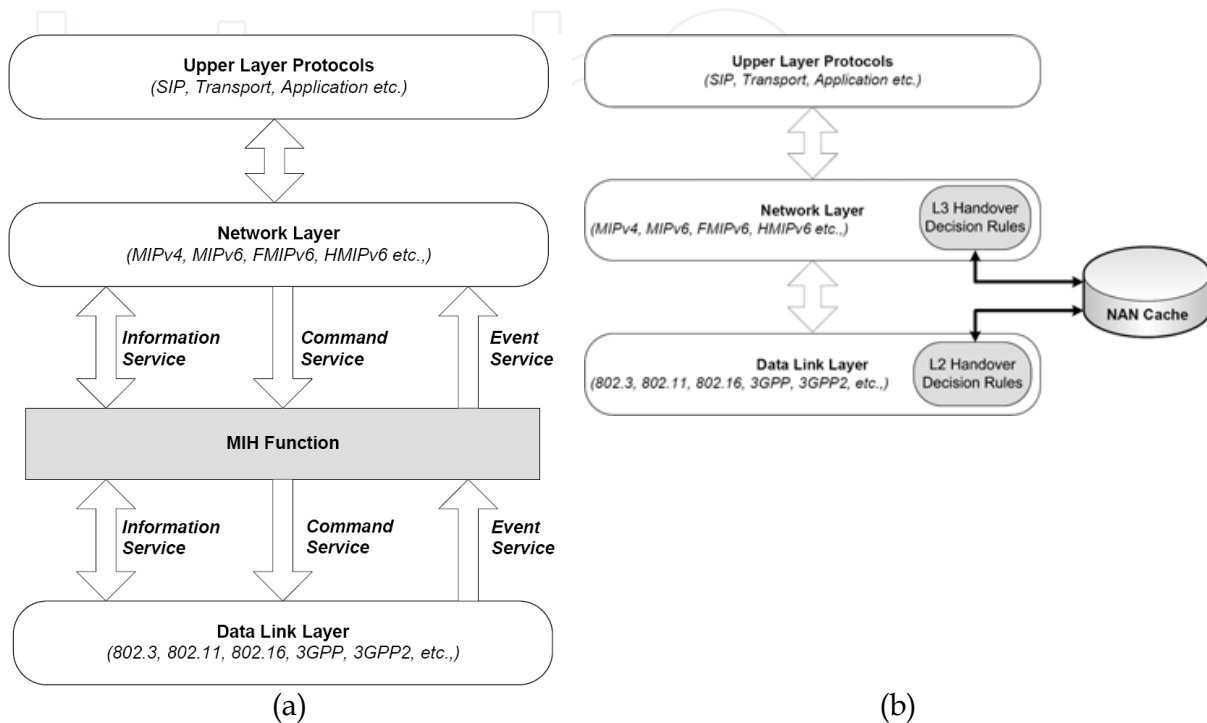 Upper Layer Protocols
(SIP, Transport, Application etc.)
Network Layer
(MIPv4, MIPv6, FMIPv6, HMIPv6 etc.,)
Information
Service
Command
Service
Event
Service
MIH Function
Information
Service
Command
Service
Event
Service
Data Link Layer
(802.3, 802.11, 802.16, 3GPP, 3GPP2, etc.,)
(a)
Upper Layer Protocols
(SIP, Transport, Application etc.)
Network Layer
(MIPv4, MIPv6, FMIPv6, HMIPv6 etc.,)
L3 Handover
Decision Rules
NAN Cache
Data Link Layer
(802.3, 802.11, 802.16, 3GPP, 3GPP2, etc.,)
L2 Handover
Decision Rules
(b)